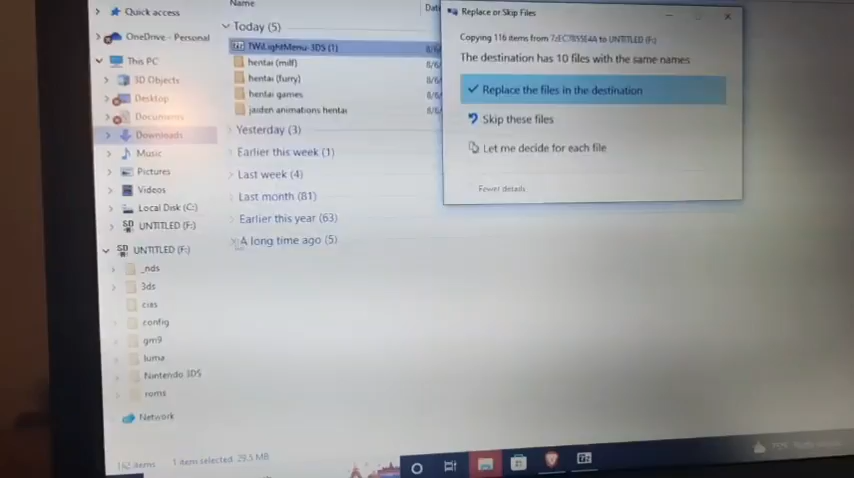 Quick access
OneDrive - Personal
This PC
3D Objects
Desktop
Documents
Downloads
Music
Pictures
Videos
Local Disk (C:)
UNTITLED (F:)
UNTITLED (F:)
_nds
3ds
cias
config
gm9
luma
Nintendo 3DS
roms
Network
1 item selected 29.5 MB
Name
Today (5)
TWiLightMenu-3DS (1)
hentai (milf)
hentai (furry)
hentai games
jaiden animations hentai
Yesterday (3)
Earlier this week (1)
Last week (4)
Last month (81)
Earlier this year (63)
A long time ago (5)
Replace or Skip Files
Copying 116 items from 7zEC7855E4A to UNTITLED (F:)
The destination has 10 files with the same names
Replace the files in the destination
Skip these files
Let me decide for each file
Fewer details